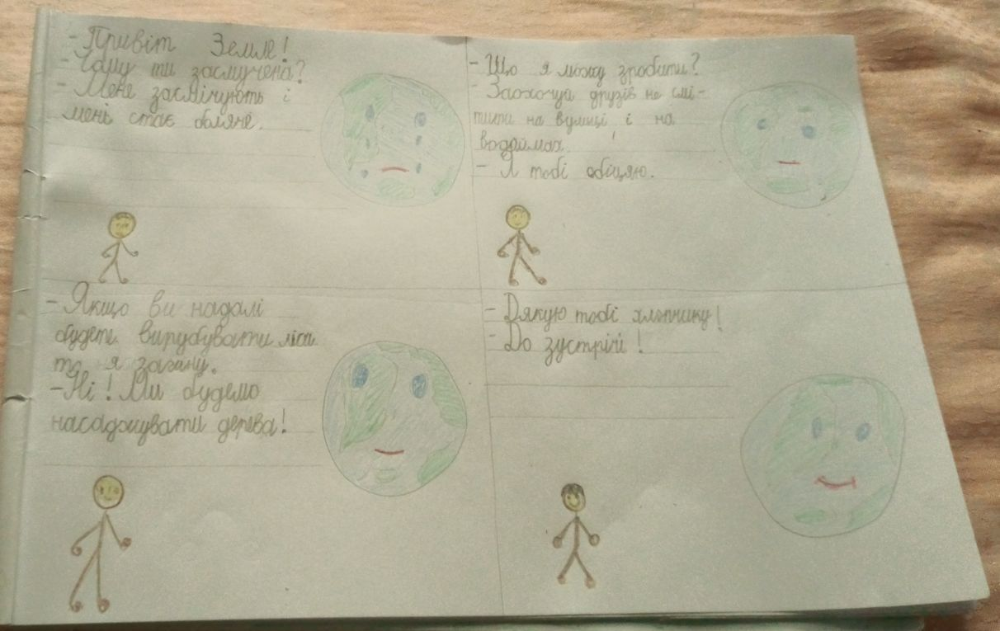 - Привіт Земле!
- Чому ти засмучена?
- Мене засмічують і
мені стає боляче.
- Що я можу зробити?
- Заохочуй друзів не смі-
тити на вулиці і на
водоймах.
- Я тобі обіцяю.
- Якщо ви надалі
будете вирубувати ліси
то я загину.
- Ні! Ми будемо
насаджувати дерева!
- Дякую тобі хлопчику!
- До зустрічі!